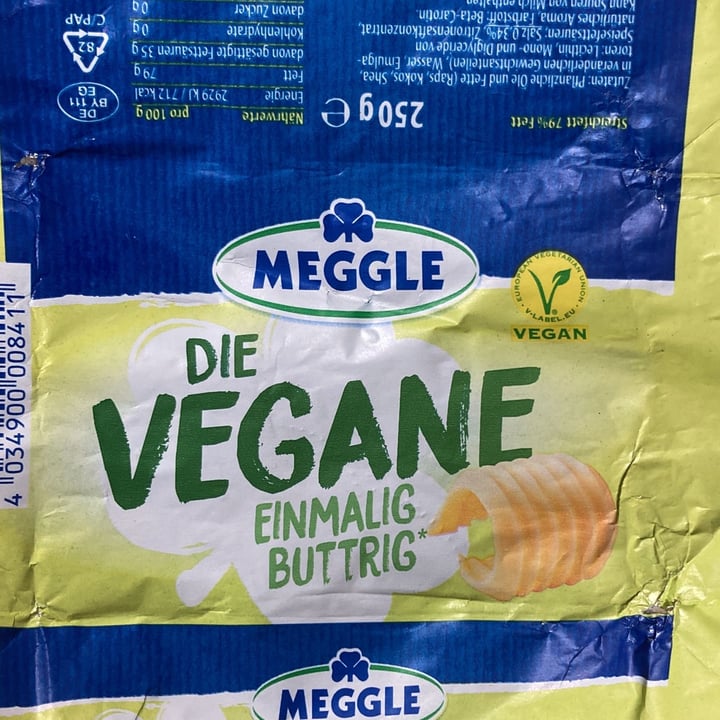 Streichfett 79% Fett
250 g ℮
Zutaten: Pflanzliche Öle und Fette (Raps, Kokos, Shea,
in veränderlichen Gewichtsanteilen), Wasser, Emulga-
toren: Lecithin, Mono- und Diglyceride von
Speisefettsäuren, Salz 0,34%, Zitronensaftkonzentrat,
natürliches Aroma, Farbstoff: Beta-Carotin.
Kann Spuren von Milch enthalten
Nährwerte pro 100 g
Energie 2929 kJ / 712 kcal
Fett 79 g
davon gesättigte Fettsäuren 35 g
Kohlenhydrate 0 g
davon Zucker 0 g
DE
BY 111
EG
82
C/PAP
MEGGLE
EUROPEAN VEGETARIAN UNION
V-LABEL.EU
VEGAN
DIE
VEGANE
EINMALIG
BUTTRIG*
4 034900 008411
MEGGLE